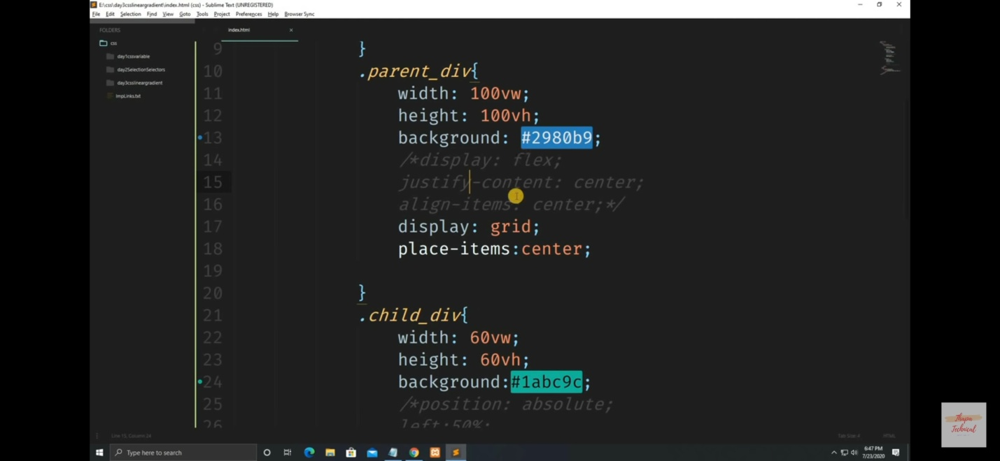 E:\css\day3csslineargradient\index.html (css) - Sublime Text (UNREGISTERED)
File Edit Selection Find View Goto Tools Project Preferences Help Browser Sync
FOLDERS
css
day1cssvariable
day2SelectionSelectors
day3csslineargradient
ImpLinks.txt
index.html ×
9 }
10 .parent_div{
11 width: 100vw;
12 height: 100vh;
13 background: #2980b9;
14 /*display: flex;
15 justify-content: center;
16 align-items: center;*/
17 display: grid;
18 place-items:center;
19
20 }
21 .child_div{
22 width: 60vw;
23 height: 60vh;
24 background:#1abc9c;
25 /*position: absolute;
26 left:50%;
Line 15, Column 24
Tab Size: 4
HTML
Type here to search
6:47 PM
7/23/2020
Thapa
Technical